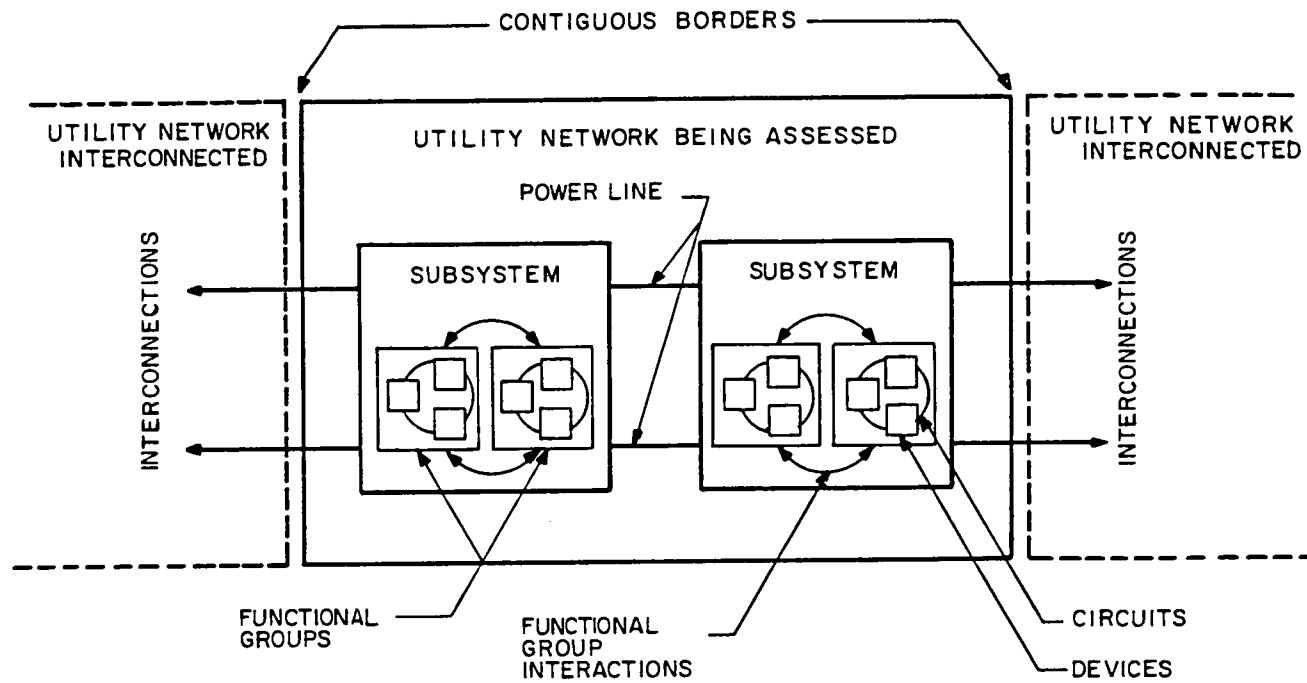 CONTIGUOUS BORDERS
UTILITY NETWORK
INTERCONNECTED
UTILITY NETWORK BEING ASSESSED
UTILITY NETWORK
INTERCONNECTED
POWER LINE
INTERCONNECTIONS
SUBSYSTEM
SUBSYSTEM
INTERCONNECTIONS
FUNCTIONAL
GROUPS
FUNCTIONAL
GROUP
INTERACTIONS
CIRCUITS
DEVICES